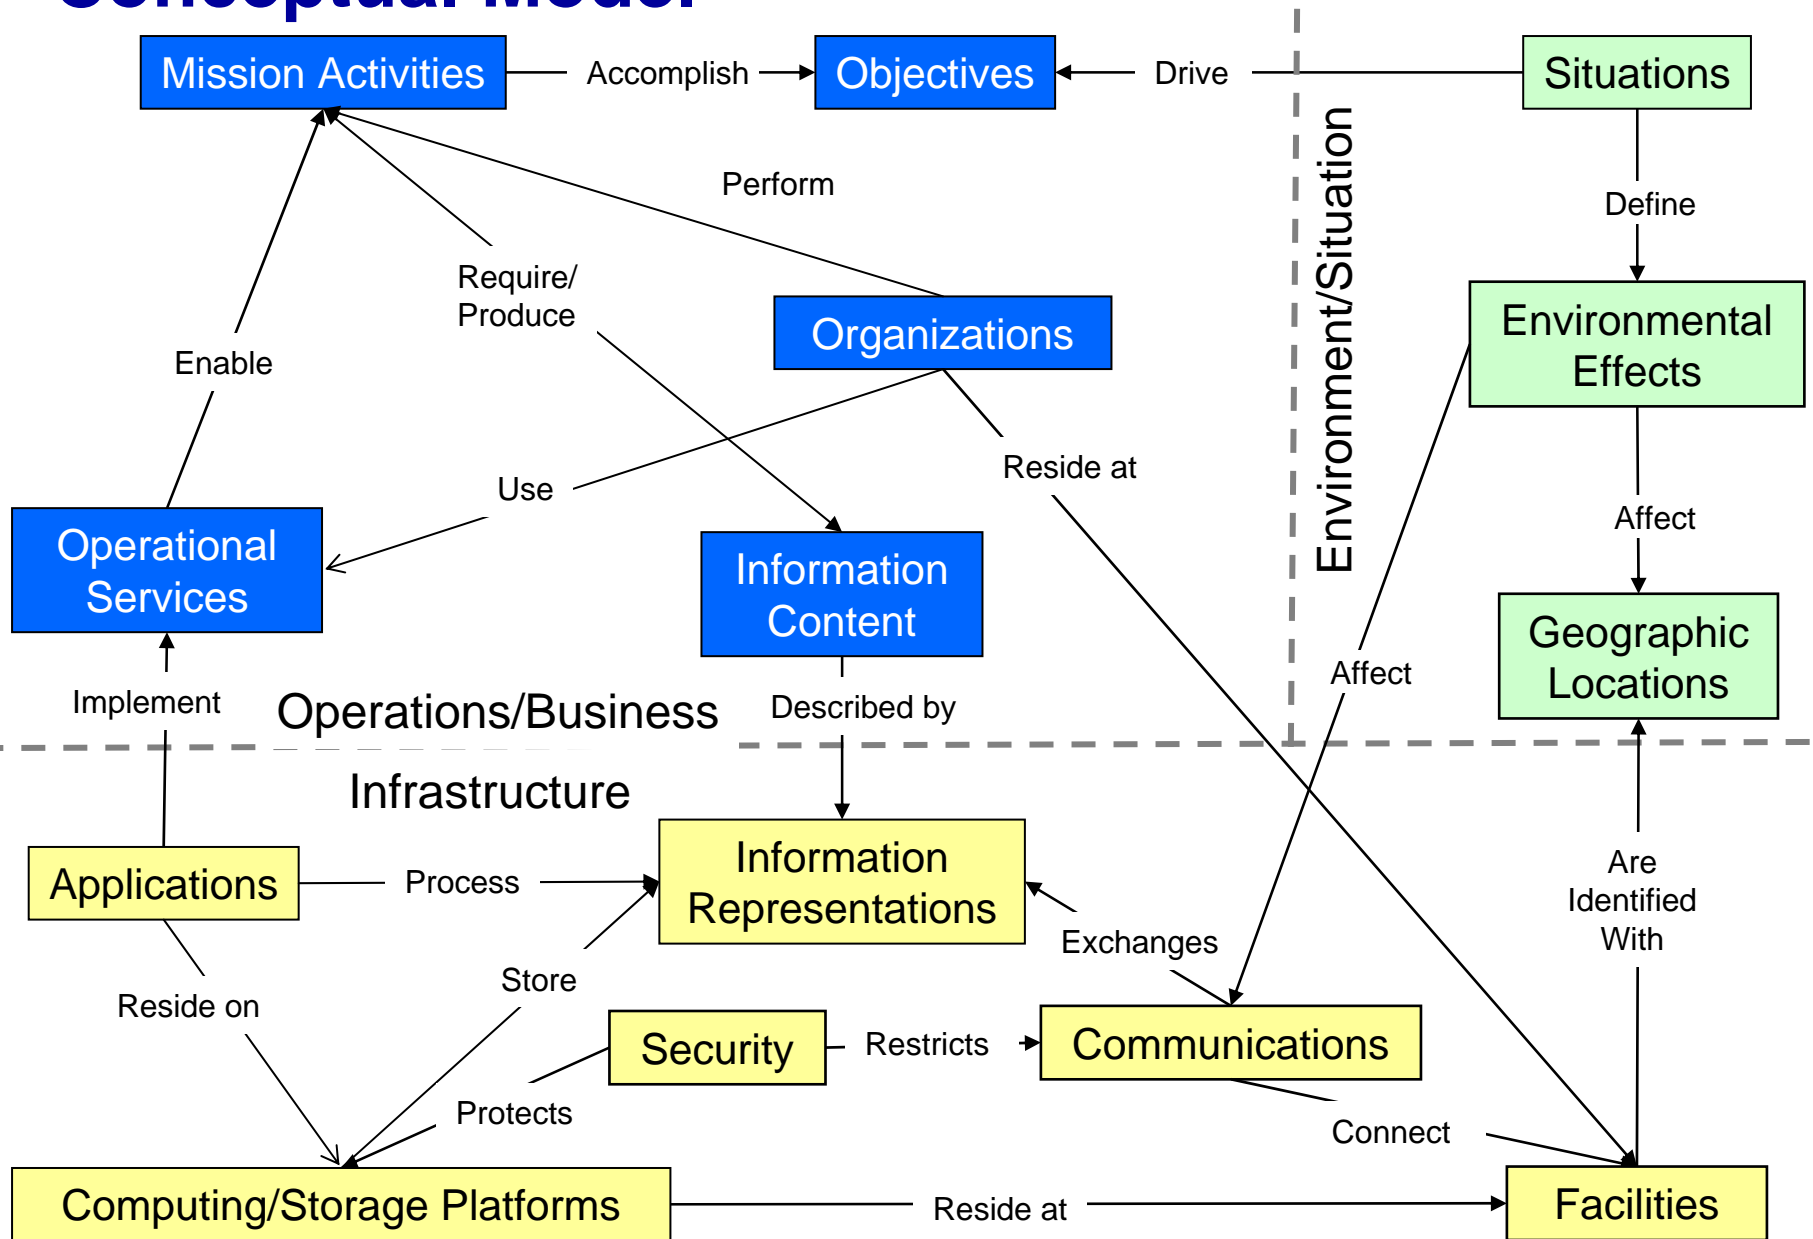 Conceptual Model
Mission Activities
Accomplish
Objectives
Drive
Situations
Perform
Define
Environment/Situation
Require/
Produce
Organizations
Environmental
Effects
Enable
Use
Reside at
Affect
Operational
Services
Information
Content
Geographic
Locations
Affect
Implement
Operations/Business
Described by
Infrastructure
Applications
Process
Information
Representations
Are
Identified
With
Exchanges
Store
Reside on
Security
Restricts
Communications
Protects
Connect
Computing/Storage Platforms
Reside at
Facilities